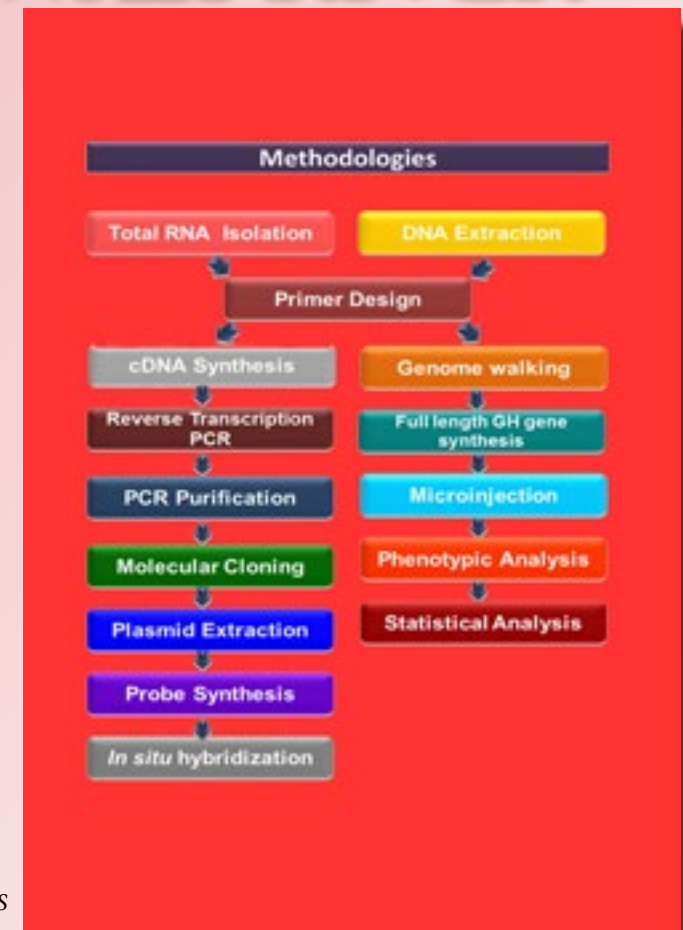 Methodologies
Total RNA Isolation
DNA Extraction
Primer Design
cDNA Synthesis
Genome walking
Reverse Transcription
PCR
Full length GH gene
synthesis
PCR Purification
Microinjection
Molecular Cloning
Phenotypic Analysis
Plasmid Extraction
Statistical Analysis
Probe Synthesis
In situ hybridization
s